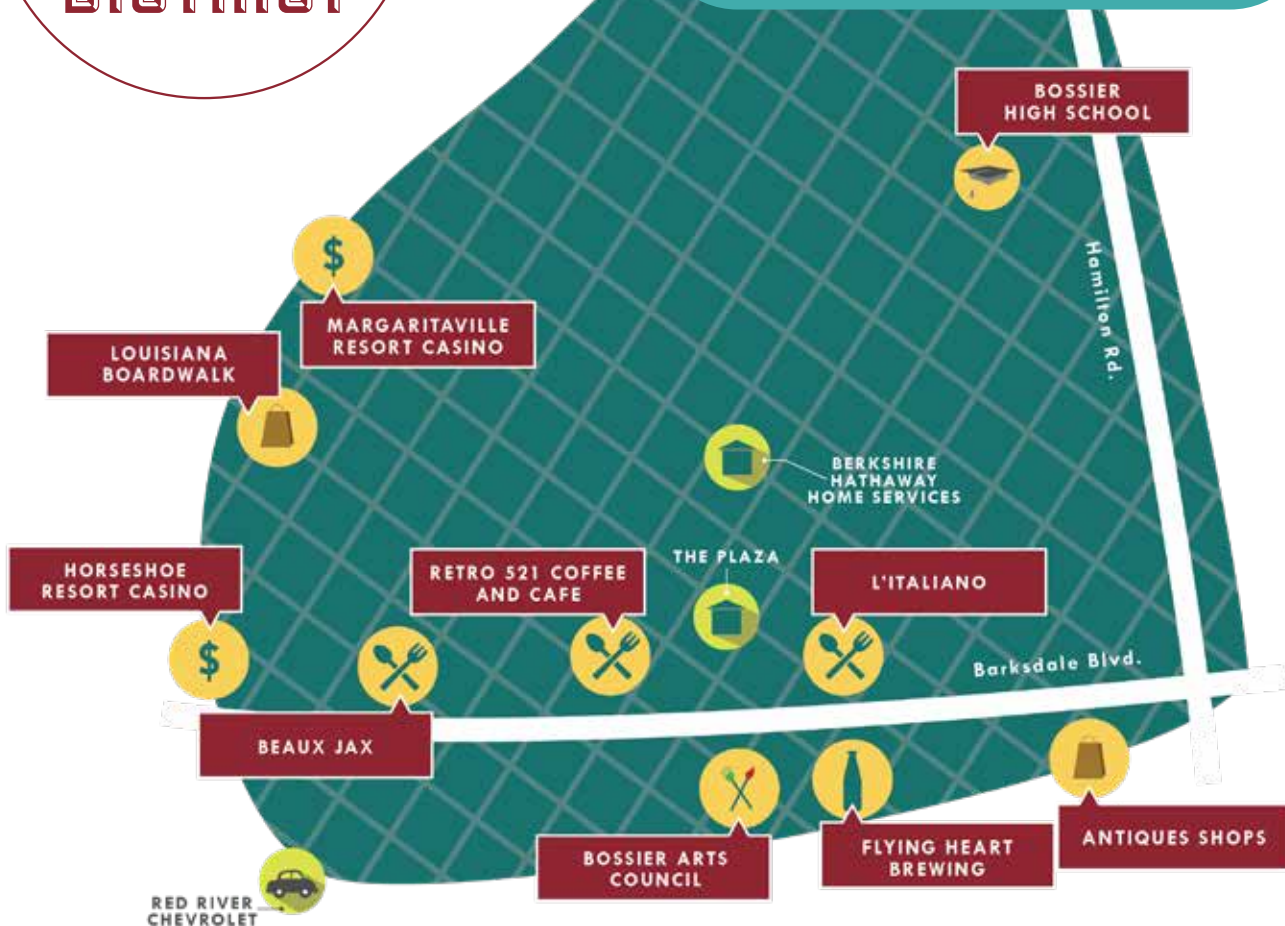 DISTRICT
BOSSIER
HIGH SCHOOL
Hamilton Rd.
$
MARGARITAVILLE
RESORT CASINO
LOUISIANA
BOARDWALK
BERKSHIRE
HATHAWAY
HOME SERVICES
THE PLAZA
HORSESHOE
RESORT CASINO
RETRO 521 COFFEE
AND CAFE
L'ITALIANO
$
Barksdale Blvd.
BEAUX JAX
BOSSIER ARTS
COUNCIL
FLYING HEART
BREWING
ANTIQUES SHOPS
RED RIVER
CHEVROLET